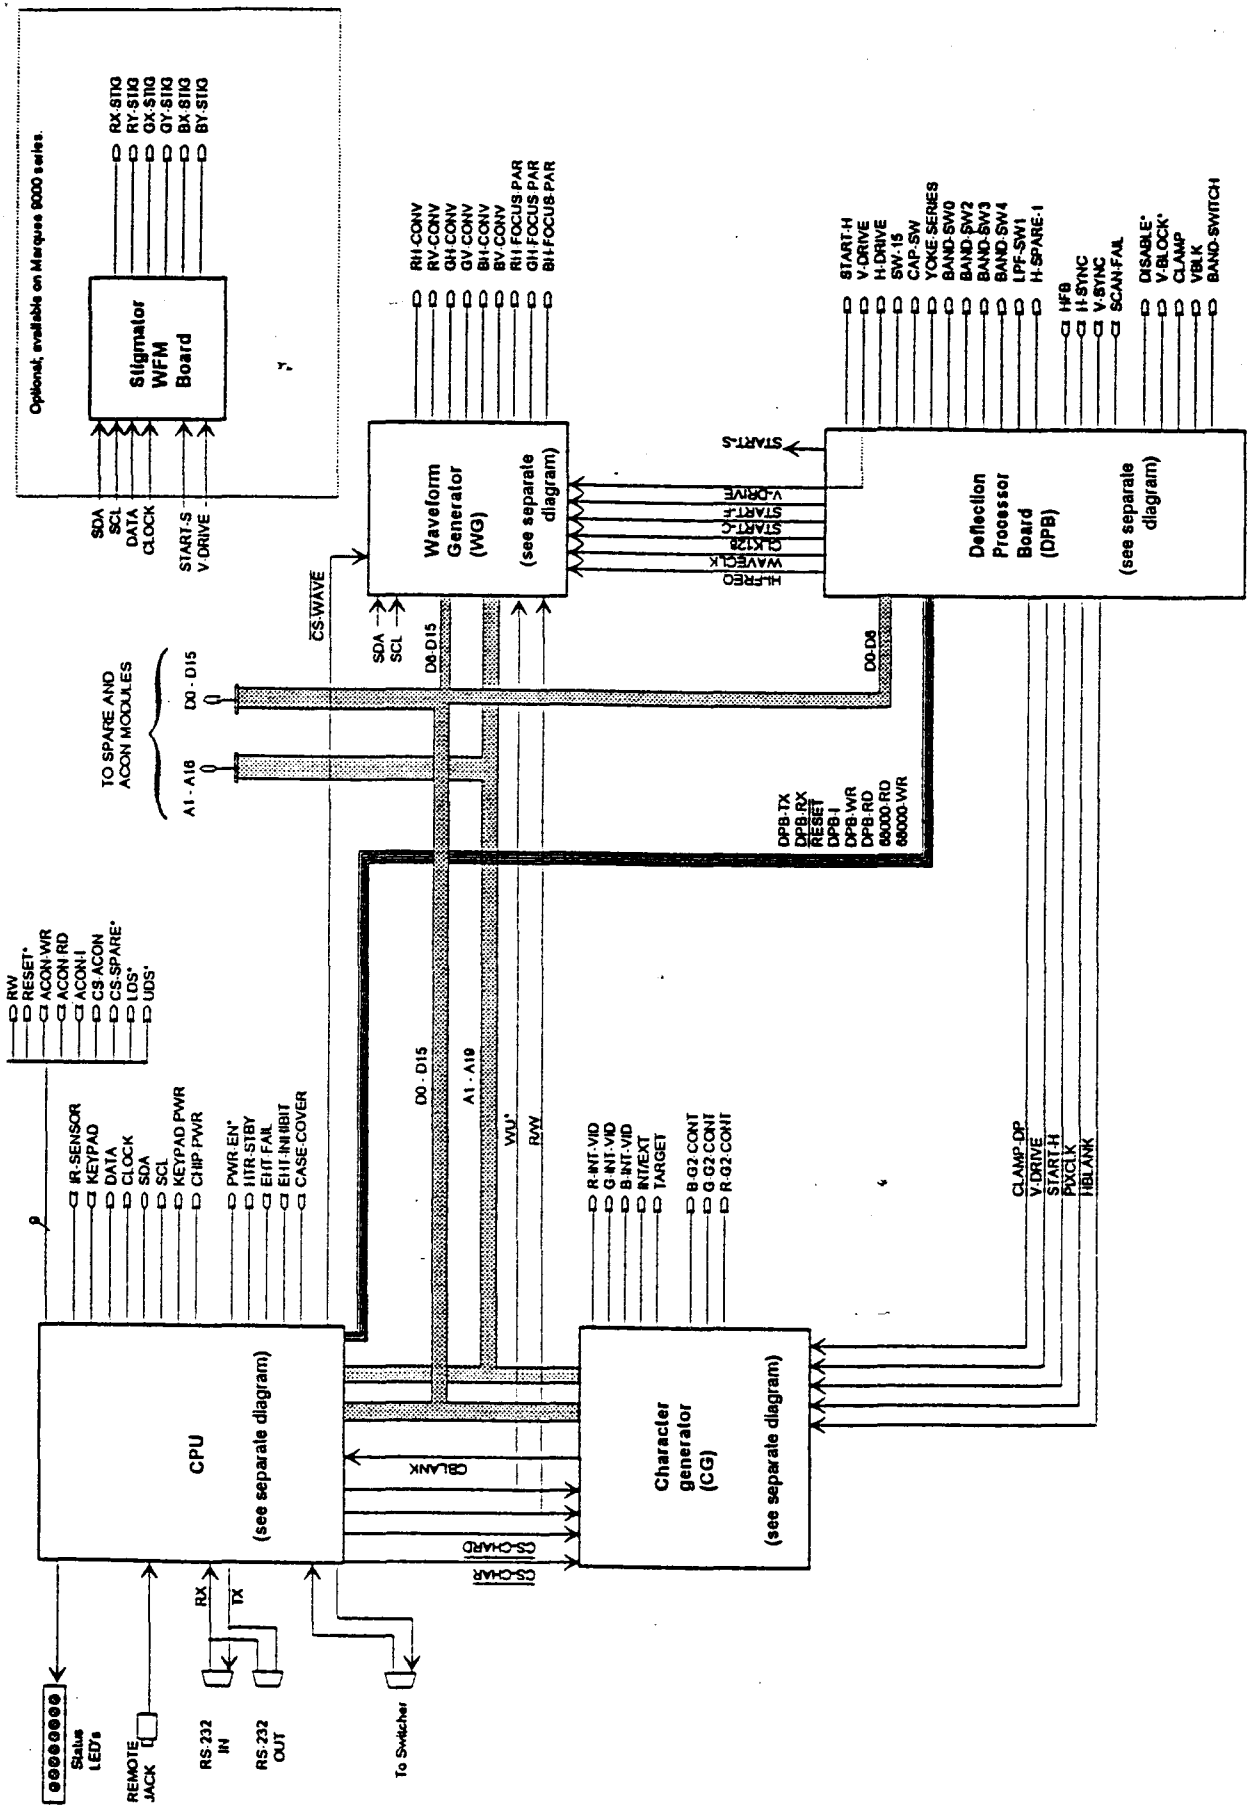 Status
LED's
REMOTE
JACK
RS-232
IN
RS-232
OUT
To Switcher
RX
TX
CPU
(see separate diagram)
RW
RESET*
ACON-WR
ACON-RD
ACON-I
CS-ACON
CS-SPARE*
LDS*
UDS*
IR-SENSOR
KEYPAD
DATA
CLOCK
SDA
SCL
KEYPAD-PWR
CHIP-PWR
PWR-EN*
HTR-STBY
EHT-FAIL
EHT-INHIBIT
CASE-COVER
CBLANK
CS-CHARD
CS-CHAR
Character
generator
(CG)
(see separate diagram)
R-INT-VID
G-INT-VID
B-INT-VID
INT/EXT
TARGET
B-G2-CONT
G-G2-CONT
R-G2-CONT
D0 - D15
A1 - A19
WU*
R/W
TO SPARE AND
ACON MODULES
A1 - A16
D0 - D15
CS-WAVE
SDA
SCL
D8-D15
Waveform
Generator
(WG)
(see separate
diagram)
RH-CONV
RV-CONV
GH-CONV
GV-CONV
BH-CONV
BV-CONV
RH-FOCUS-PAR
GH-FOCUS-PAR
BH-FOCUS-PAR
Optional; available on Marquee 9000 series.
SDA
SCL
DATA
CLOCK
START-S
V-DRIVE
Stigmator
WFM
Board
RX-STIG
RY-STIG
GX-STIG
GY-STIG
BX-STIG
BY-STIG
START-S
V-DRIVE
START-F
START-C
CLK128
WAVECLK
HI-FREQ
D0-D8
DPB-TX
DPB-RX
RESET
DPB-I
DPB-WR
DPB-RD
68000-RD
68000-WR
Deflection
Processor
Board
(DPB)
(see separate
diagram)
START-H
V-DRIVE
H-DRIVE
SW-15
CAP-SW
YOKE-SERIES
BAND-SW0
BAND-SW2
BAND-SW3
BAND-SW4
LPF-SW1
H-SPARE-1
HFB
H-SYNC
V-SYNC
SCAN-FAIL
DISABLE*
V-BLOCK*
CLAMP
VBLK
BAND-SWITCH
CLAMP-DP
V-DRIVE
START-H
PIXCLK
HBLANK